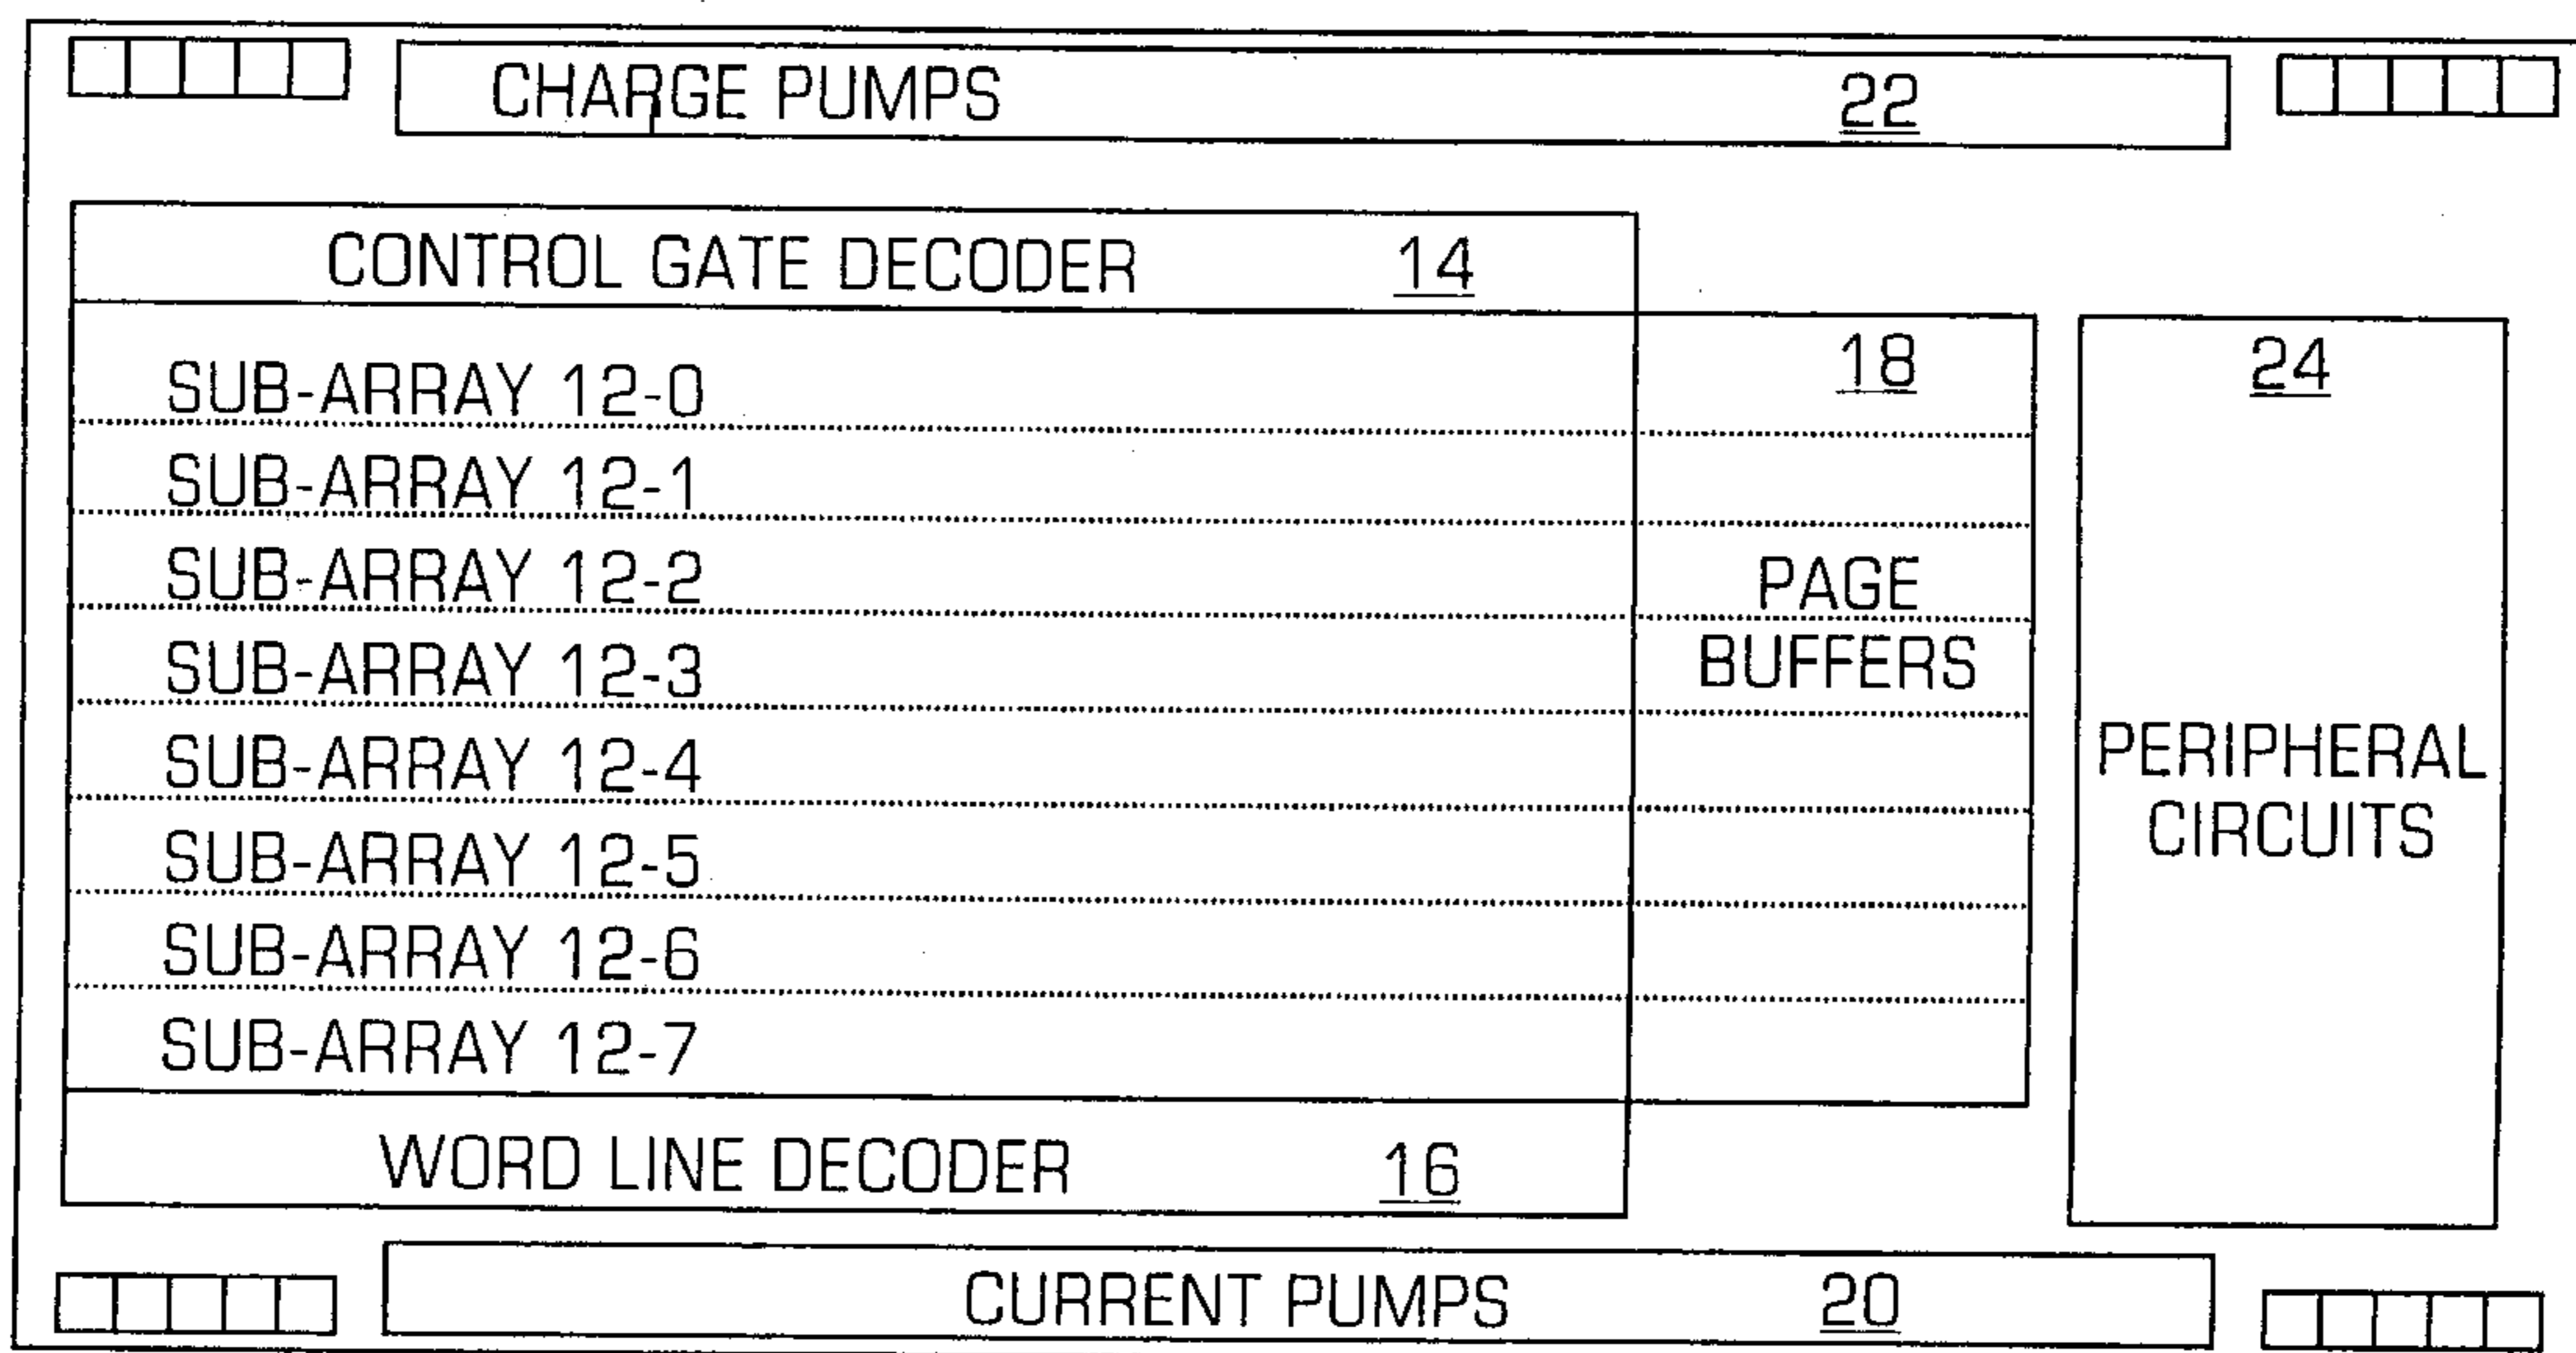 CHARGE PUMPS 22
CONTROL GATE DECODER 14
SUB-ARRAY 12-0
SUB-ARRAY 12-1
SUB-ARRAY 12-2
SUB-ARRAY 12-3
SUB-ARRAY 12-4
SUB-ARRAY 12-5
SUB-ARRAY 12-6
SUB-ARRAY 12-7
18
PAGE
BUFFERS
24
PERIPHERAL
CIRCUITS
WORD LINE DECODER 16
CURRENT PUMPS 20